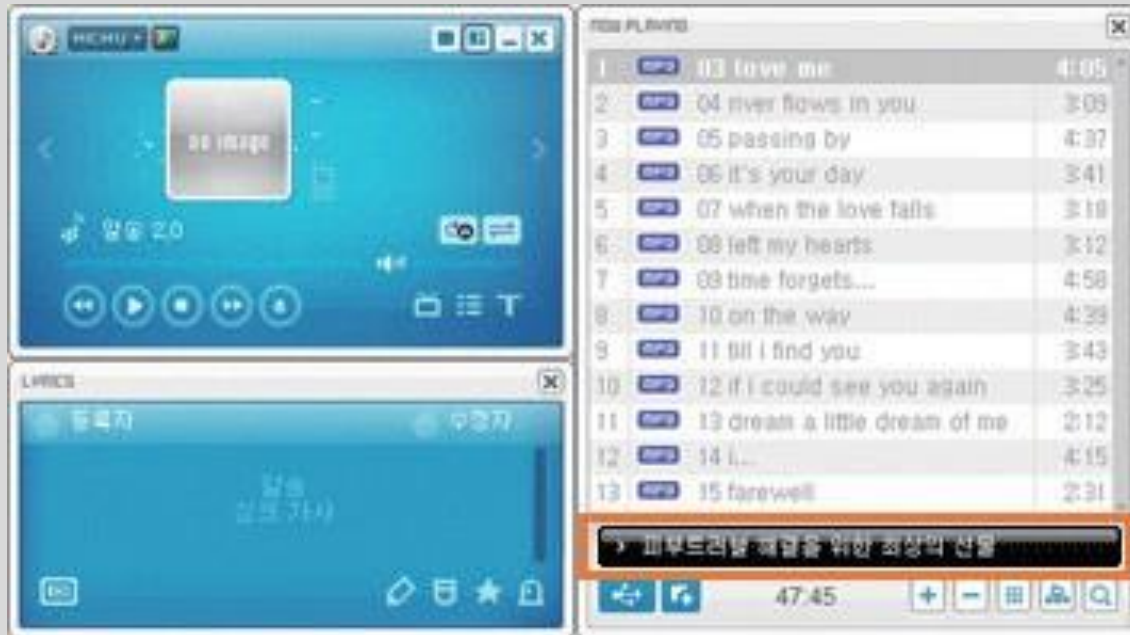 MENU
no image
알송 2.0
LYRICS
등록자
수정자
알송
싱크 가사
NOW PLAYING
1 MP3 03 love me 4:05
2 MP3 04 river flows in you 3:09
3 MP3 05 passing by 4:37
4 MP3 06 it's your day 3:41
5 MP3 07 when the love falls 3:18
6 MP3 08 left my hearts 3:12
7 MP3 09 time forgets... 4:58
8 MP3 10 on the way 4:39
9 MP3 11 till i find you 3:43
10 MP3 12 if i could see you again 3:25
11 MP3 13 dream a little dream of me 2:12
12 MP3 14 i... 4:15
13 MP3 15 farewell 2:31
› 피부트러블 해결을 위한 최상의 선물
47:45